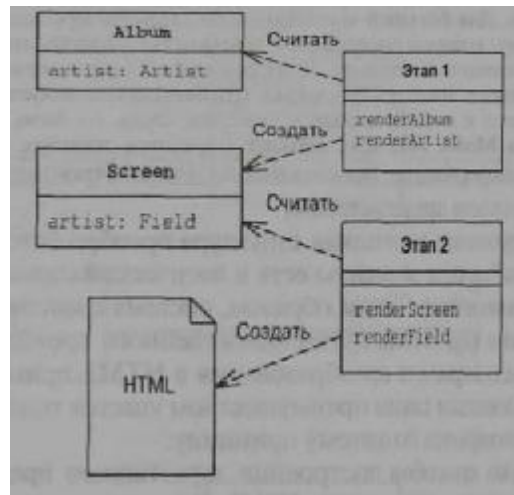 Album
artist: Artist
Считать
Этап 1
renderAlbum
renderArtist
Создать
Screen
artist: Field
Считать
Этап 2
renderScreen
renderField
Создать
HTML